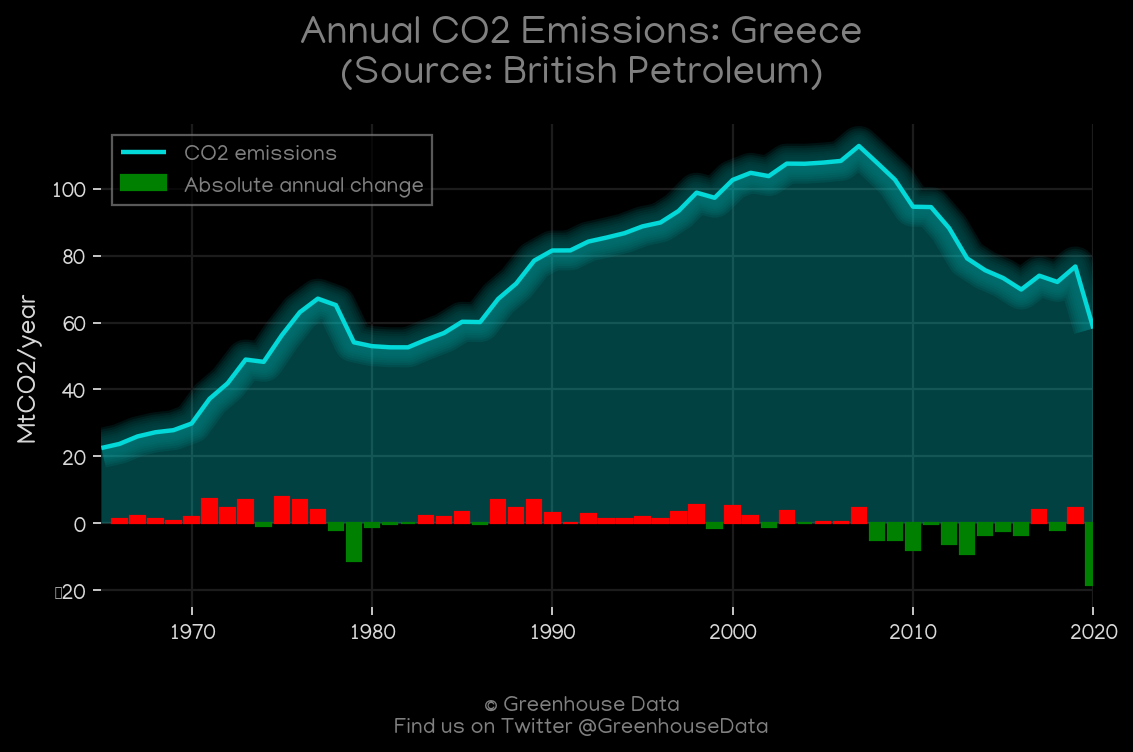 Annual CO2 Emissions: Greece
(Source: British Petroleum)
CO2 emissions
Absolute annual change
MtCO2/year
100
80
60
40
20
0
▯20
1970 1980 1990 2000 2010 2020
© Greenhouse Data
Find us on Twitter @GreenhouseData